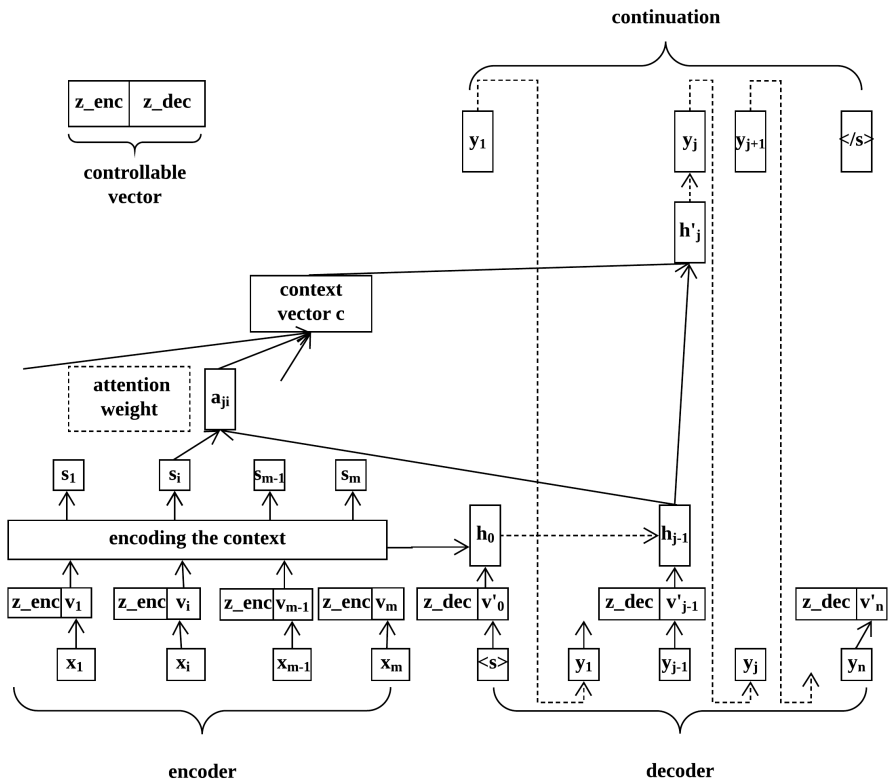 continuation
z_enc z_dec
controllable
vector
y1 yj yj+1 </s>
h'j
context
vector c
attention
weight
aji
s1 si sm-1 sm
encoding the context
h0 hj-1
z_enc v1 z_enc vi z_enc vm-1 z_enc vm z_dec v'0 z_dec v'j-1 z_dec v'n
x1 xi xm-1 xm <s> y1 yj-1 yj yn
encoder decoder